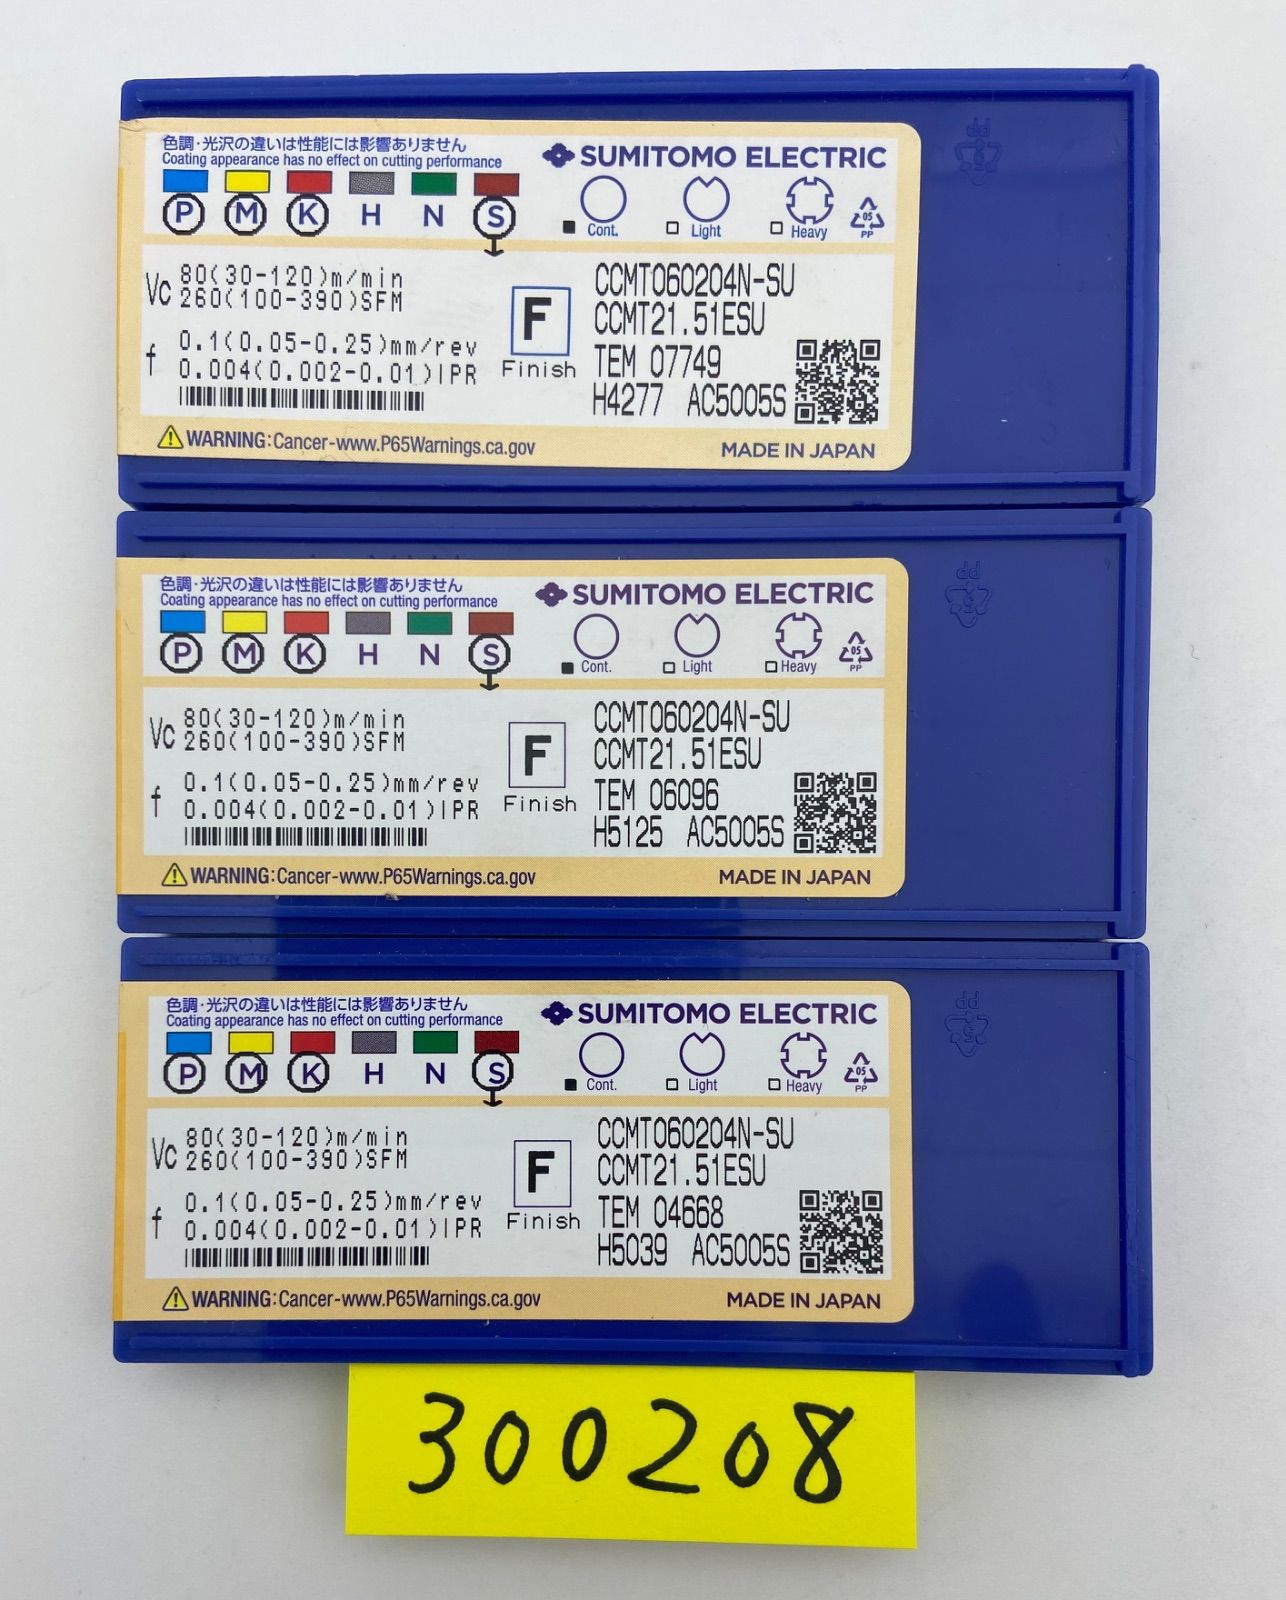 色調・光沢の違いは性能には影響ありません
Coating appearance has no effect on cutting performance
P M K H N S
SUMITOMO ELECTRIC
Cont. Light Heavy
05
PP
Vc 80(30-120)m/min
260(100-390)SFM
f 0.1(0.05-0.25)mm/rev
0.004(0.002-0.01)IPR
F
Finish
CCMT060204N-SU
CCMT21.51ESU
TEM 07749
H4277 AC5005S
WARNING:Cancer-www.P65Warnings.ca.gov
MADE IN JAPAN
PP
色調・光沢の違いは性能には影響ありません
Coating appearance has no effect on cutting performance
P M K H N S
SUMITOMO ELECTRIC
Cont. Light Heavy
05
PP
Vc 80(30-120)m/min
260(100-390)SFM
f 0.1(0.05-0.25)mm/rev
0.004(0.002-0.01)IPR
F
Finish
CCMT060204N-SU
CCMT21.51ESU
TEM 06096
H5125 AC5005S
WARNING:Cancer-www.P65Warnings.ca.gov
MADE IN JAPAN
PP
色調・光沢の違いは性能には影響ありません
Coating appearance has no effect on cutting performance
P M K H N S
SUMITOMO ELECTRIC
Cont. Light Heavy
05
PP
Vc 80(30-120)m/min
260(100-390)SFM
f 0.1(0.05-0.25)mm/rev
0.004(0.002-0.01)IPR
F
Finish
CCMT060204N-SU
CCMT21.51ESU
TEM 04668
H5039 AC5005S
WARNING:Cancer-www.P65Warnings.ca.gov
MADE IN JAPAN
PP
300208